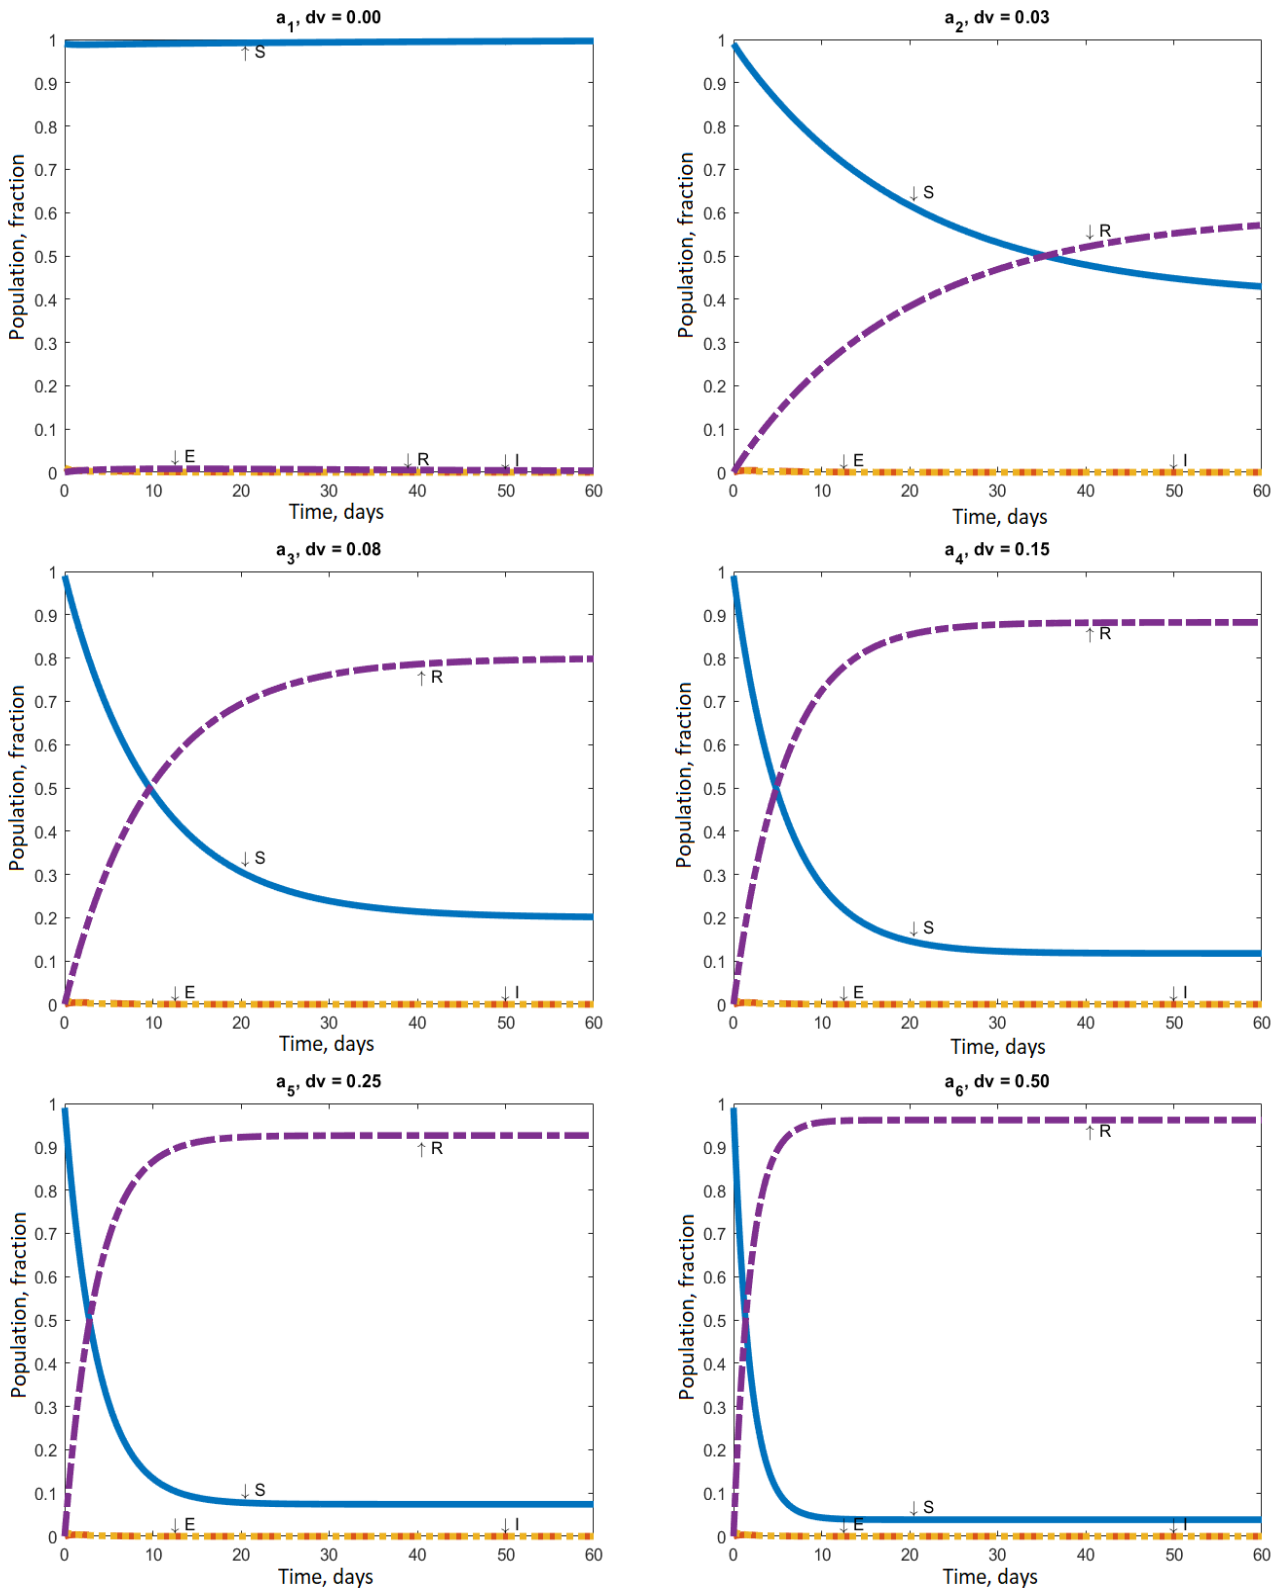 a1, dv = 0.00
1
0.9
0.8
0.7
0.6
0.5
0.4
0.3
0.2
0.1
0
Population, fraction
↑ S
↓ E
↓ R
↓ I
0 10 20 30 40 50 60
Time, days
a2, dv = 0.03
1
0.9
0.8
0.7
0.6
0.5
0.4
0.3
0.2
0.1
0
Population, fraction
↓ S
↓ R
↓ E
↓ I
0 10 20 30 40 50 60
Time, days
a3, dv = 0.08
1
0.9
0.8
0.7
0.6
0.5
0.4
0.3
0.2
0.1
0
Population, fraction
↑ R
↓ S
↓ E
↓ I
0 10 20 30 40 50 60
Time, days
a4, dv = 0.15
1
0.9
0.8
0.7
0.6
0.5
0.4
0.3
0.2
0.1
0
Population, fraction
↑ R
↓ S
↓ E
↓ I
0 10 20 30 40 50 60
Time, days
a5, dv = 0.25
1
0.9
0.8
0.7
0.6
0.5
0.4
0.3
0.2
0.1
0
Population, fraction
↑ R
↓ S
↓ E
↓ I
0 10 20 30 40 50 60
Time, days
a6, dv = 0.50
1
0.9
0.8
0.7
0.6
0.5
0.4
0.3
0.2
0.1
0
Population, fraction
↑ R
↓ S
↓ E
↓ I
0 10 20 30 40 50 60
Time, days